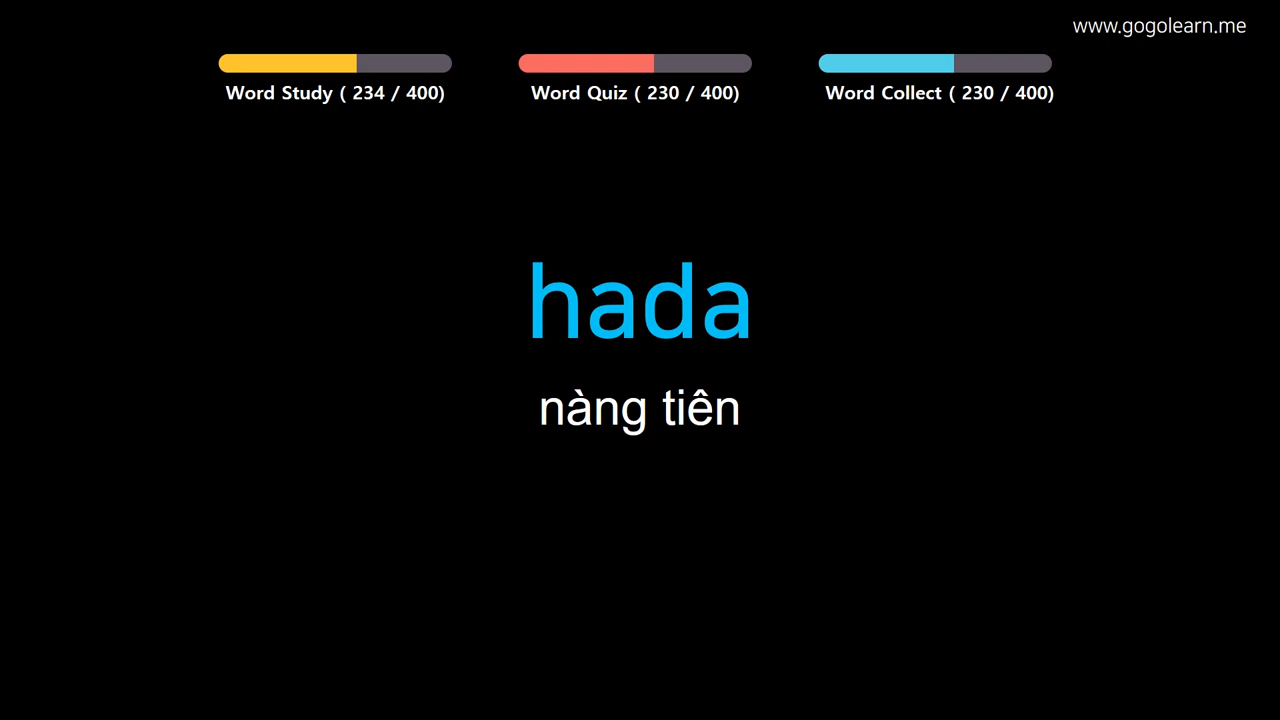 www.gogolearn.me
Word Study ( 234 / 400)
Word Quiz ( 230 / 400)
Word Collect ( 230 / 400)
hada
nàng tiên